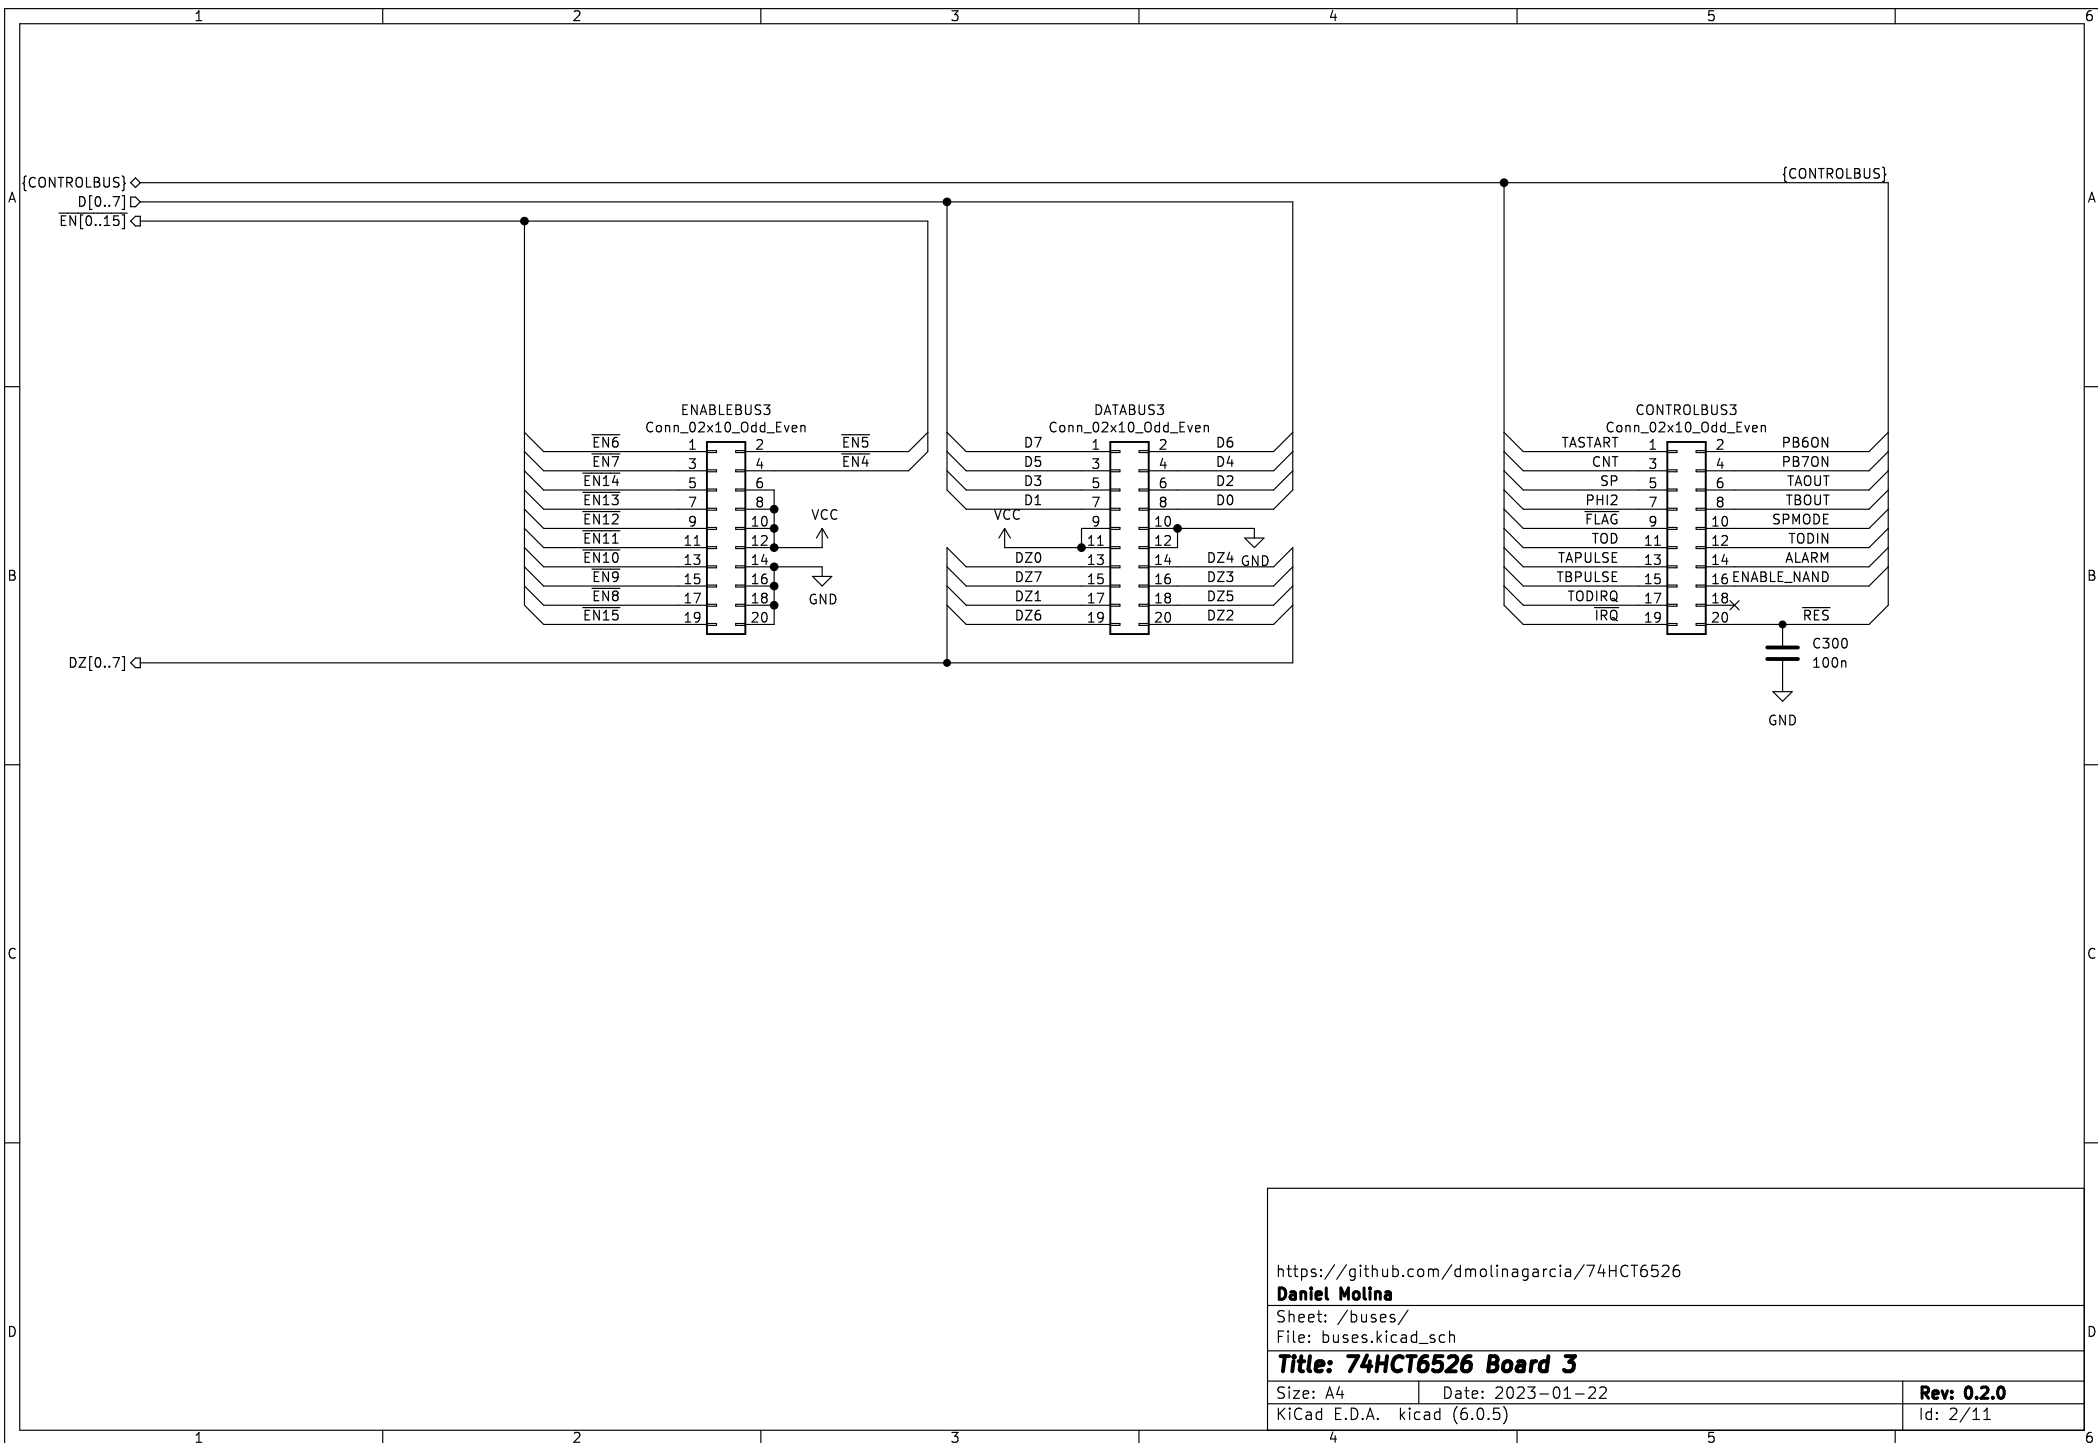 1 2 3 4 5 6
{CONTROLBUS} {CONTROLBUS}
A D[0..7] A
EN[0..15]
ENABLEBUS3 DATABUS3 CONTROLBUS3
Conn_02x10_Odd_Even Conn_02x10_Odd_Even Conn_02x10_Odd_Even
EN6 1 2 EN5 D7 1 2 D6 TASTART 1 2 PB6ON
EN7 3 4 EN4 D5 3 4 D4 CNT 3 4 PB7ON
EN14 5 6 D3 5 6 D2 SP 5 6 TAOUT
EN13 7 8 D1 7 8 D0 PHI2 7 8 TBOUT
VCC VCC
EN12 9 10 9 10 FLAG 9 10 SPMODE
EN11 11 12 11 12 TOD 11 12 TODIN
EN10 13 14 DZ0 13 14 DZ4 GND TAPULSE 13 14 ALARM
B EN9 15 16 DZ7 15 16 DZ3 TBPULSE 15 16 ENABLE_NAND B
EN8 17 18 GND DZ1 17 18 DZ5 TODIRQ 17 18
EN15 19 20 DZ6 19 20 DZ2 IRQ 19 20 RES
C300
DZ[0..7] 100n
GND
C C
https://github.com/dmolinagarcia/74HCT6526
Daniel Molina
Sheet: /buses/
D D
File: buses.kicad_sch
Title: 74HCT6526 Board 3
Size: A4 Date: 2023-01-22 Rev: 0.2.0
KiCad E.D.A. kicad (6.0.5) Id: 2/11
1 2 3 4 5 6